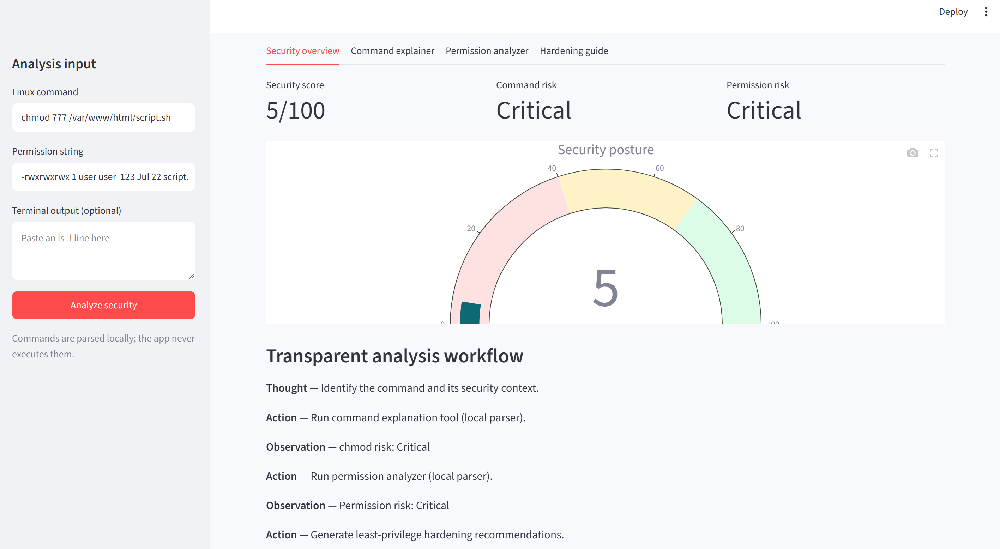 Deploy
Analysis input
Linux command
chmod 777 /var/www/html/script.sh
Permission string
-rwxrwxrwx 1 user user  123 Jul 22 script.
Terminal output (optional)
Paste an ls -l line here
Analyze security
Commands are parsed locally; the app never
executes them.
Security overview
Command explainer
Permission analyzer
Hardening guide
Security score
5/100
Command risk
Critical
Permission risk
Critical
Security posture
0
20
40
60
80
100
5
Transparent analysis workflow
Thought — Identify the command and its security context.
Action — Run command explanation tool (local parser).
Observation — chmod risk: Critical
Action — Run permission analyzer (local parser).
Observation — Permission risk: Critical
Action — Generate least-privilege hardening recommendations.